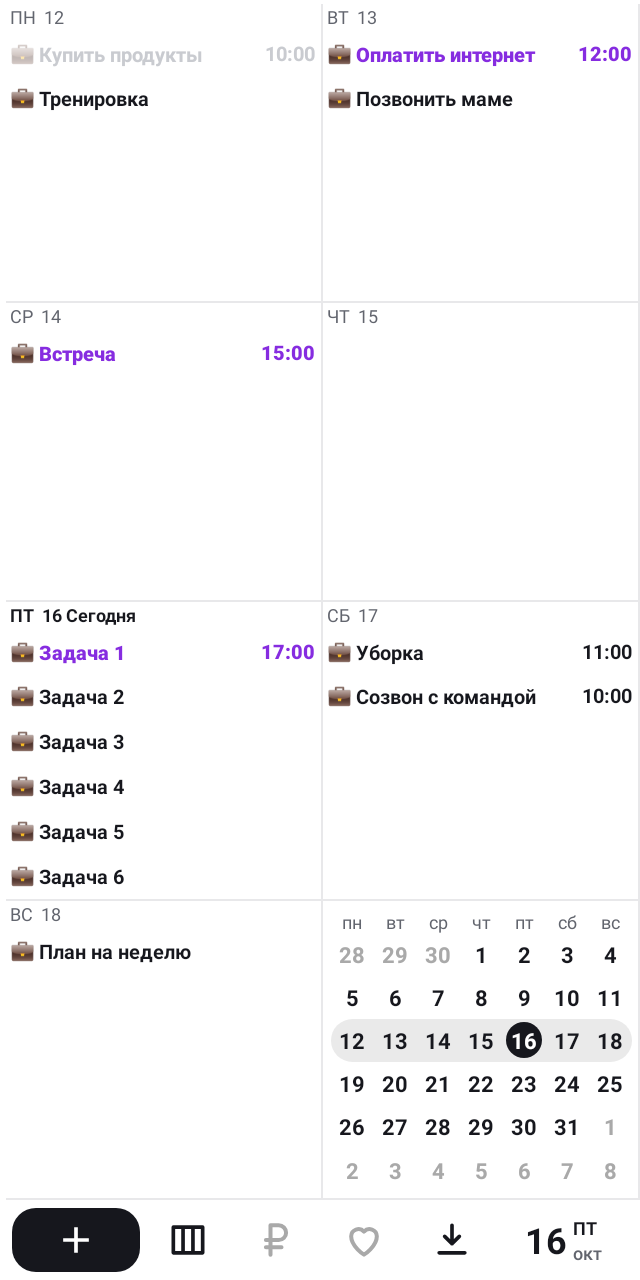 ПН 12
Купить продукты 10:00
Тренировка
ВТ 13
Оплатить интернет 12:00
Позвонить маме
СР 14
Встреча 15:00
ЧТ 15
ПТ 16 Сегодня
Задача 1 17:00
Задача 2
Задача 3
Задача 4
Задача 5
Задача 6
СБ 17
Уборка 11:00
Созвон с командой 10:00
ВС 18
План на неделю
пн вт ср чт пт сб вс
28 29 30 1 2 3 4
5 6 7 8 9 10 11
12 13 14 15 16 17 18
19 20 21 22 23 24 25
26 27 28 29 30 31 1
2 3 4 5 6 7 8
16 ПТ
окт